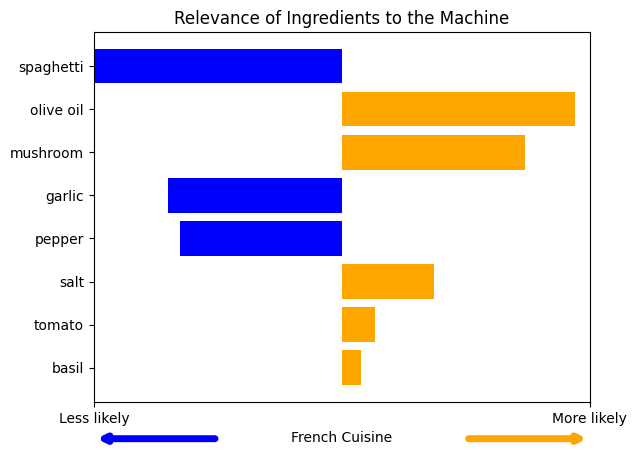 Relevance of Ingredients to the Machine
spaghetti
olive oil
mushroom
garlic
pepper
salt
tomato
basil
Less likely
More likely
French Cuisine